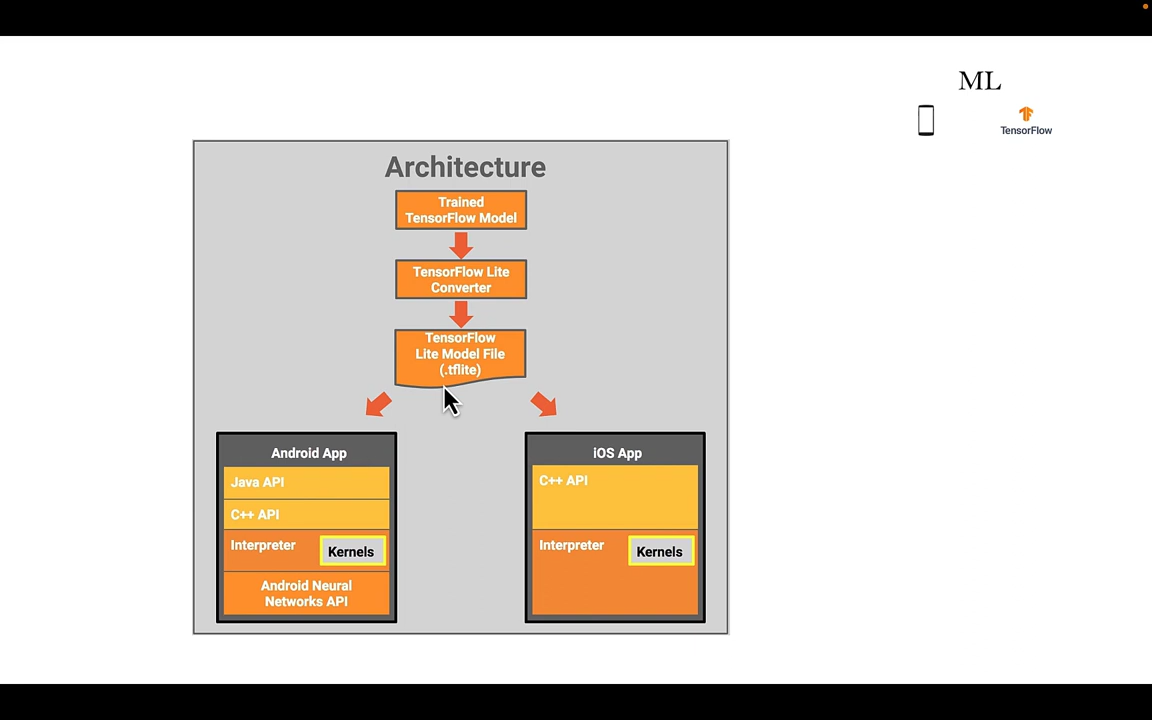 ML
TensorFlow
Architecture
Trained
TensorFlow Model
TensorFlow Lite
Converter
TensorFlow
Lite Model File
(.tflite)
Android App
Java API
C++ API
Interpreter
Kernels
Android Neural
Networks API
iOS App
C++ API
Interpreter
Kernels